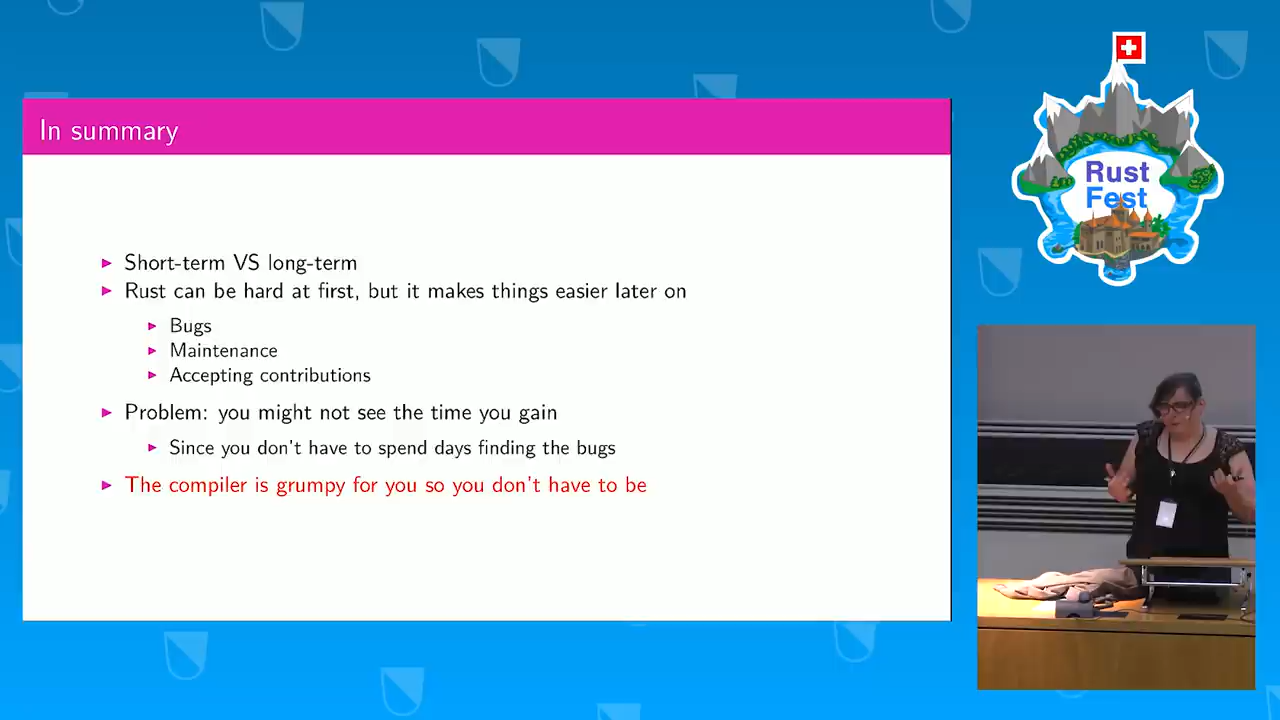 In summary
Short-term VS long-term
Rust can be hard at first, but it makes things easier later on
Bugs
Maintenance
Accepting contributions
Problem: you might not see the time you gain
Since you don't have to spend days finding the bugs
The compiler is grumpy for you so you don't have to be
Rust
Fest